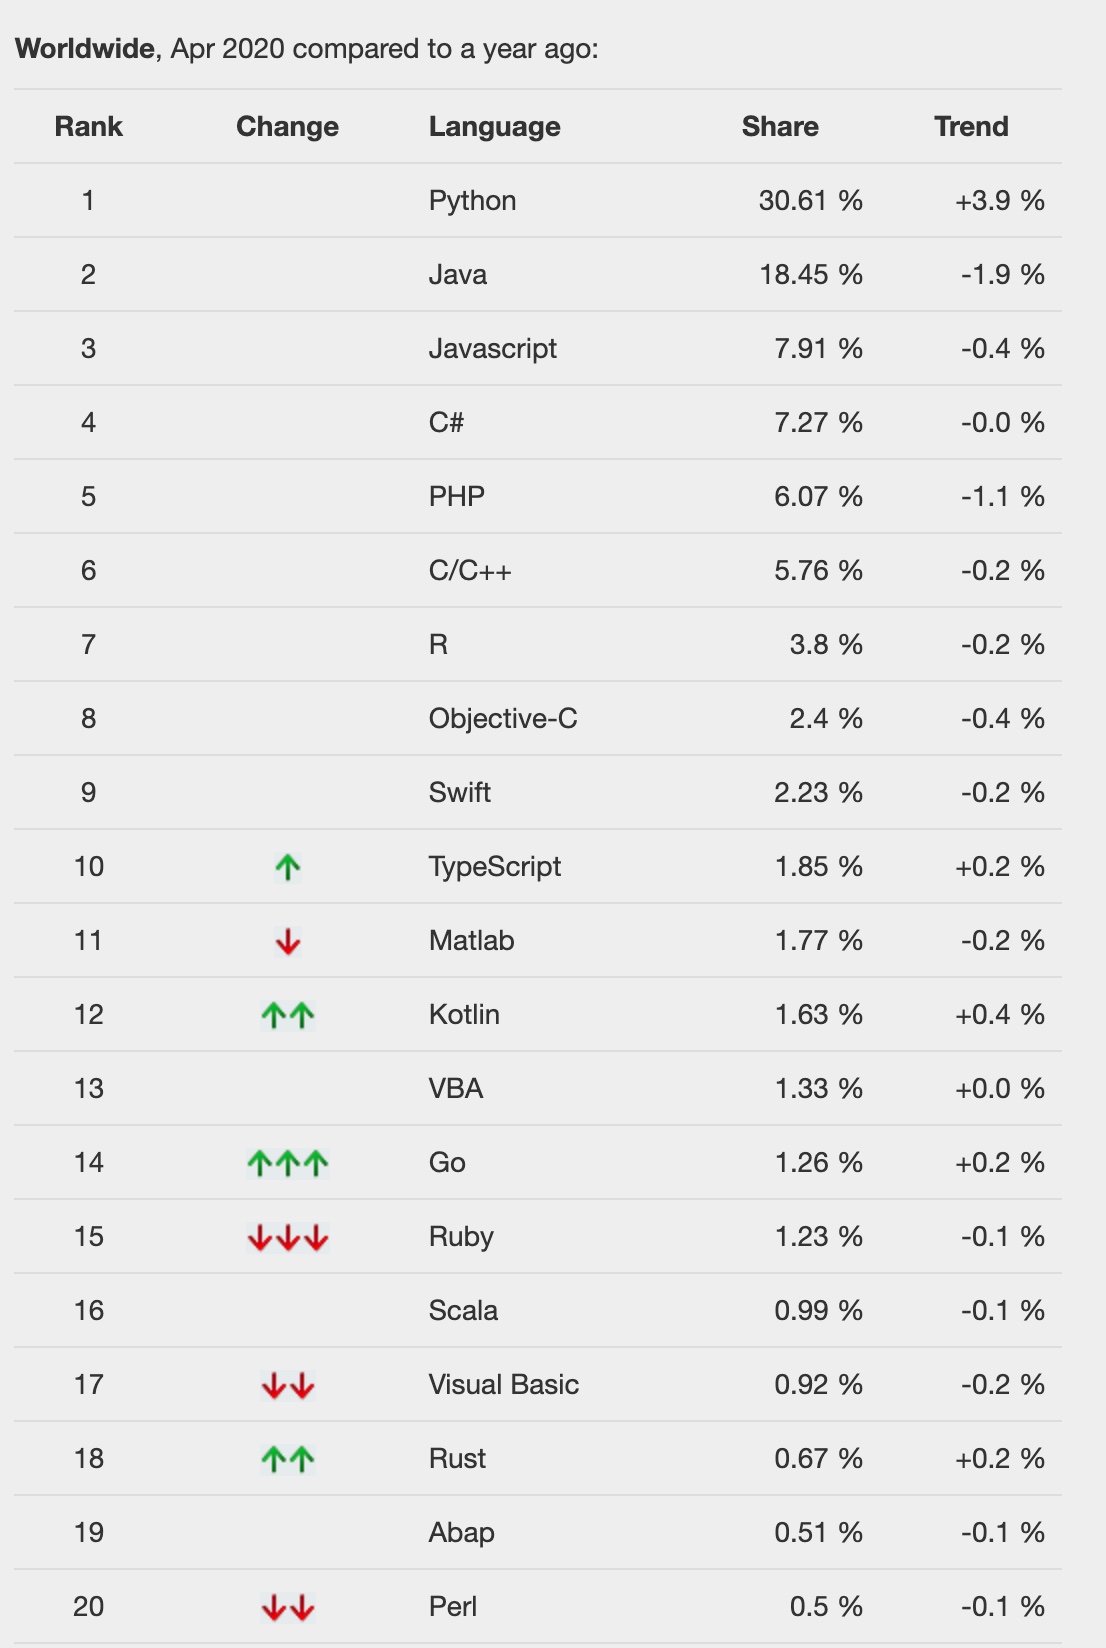 Worldwide, Apr 2020 compared to a year ago:
Rank Change Language Share Trend
1 Python 30.61 % +3.9 %
2 Java 18.45 % -1.9 %
3 Javascript 7.91 % -0.4 %
4 C# 7.27 % -0.0 %
5 PHP 6.07 % -1.1 %
6 C/C++ 5.76 % -0.2 %
7 R 3.8 % -0.2 %
8 Objective-C 2.4 % -0.4 %
9 Swift 2.23 % -0.2 %
10 ↑ TypeScript 1.85 % +0.2 %
11 ↓ Matlab 1.77 % -0.2 %
12 ↑↑ Kotlin 1.63 % +0.4 %
13 VBA 1.33 % +0.0 %
14 ↑↑↑ Go 1.26 % +0.2 %
15 ↓↓↓ Ruby 1.23 % -0.1 %
16 Scala 0.99 % -0.1 %
17 ↓↓ Visual Basic 0.92 % -0.2 %
18 ↑↑ Rust 0.67 % +0.2 %
19 Abap 0.51 % -0.1 %
20 ↓↓ Perl 0.5 % -0.1 %